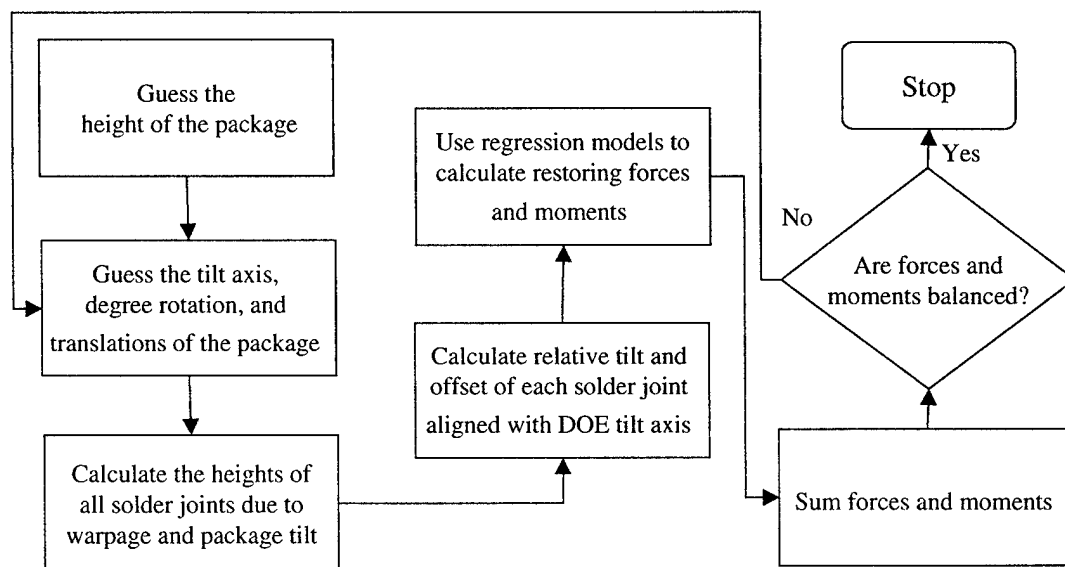 Guess the
height of the package
Guess the tilt axis,
degree rotation, and
translations of the package
Calculate the heights of
all solder joints due to
warpage and package tilt
Calculate relative tilt and
offset of each solder joint
aligned with DOE tilt axis
Use regression models to
calculate restoring forces
and moments
Sum forces and moments
Are forces and
moments balanced?
No
Yes
Stop